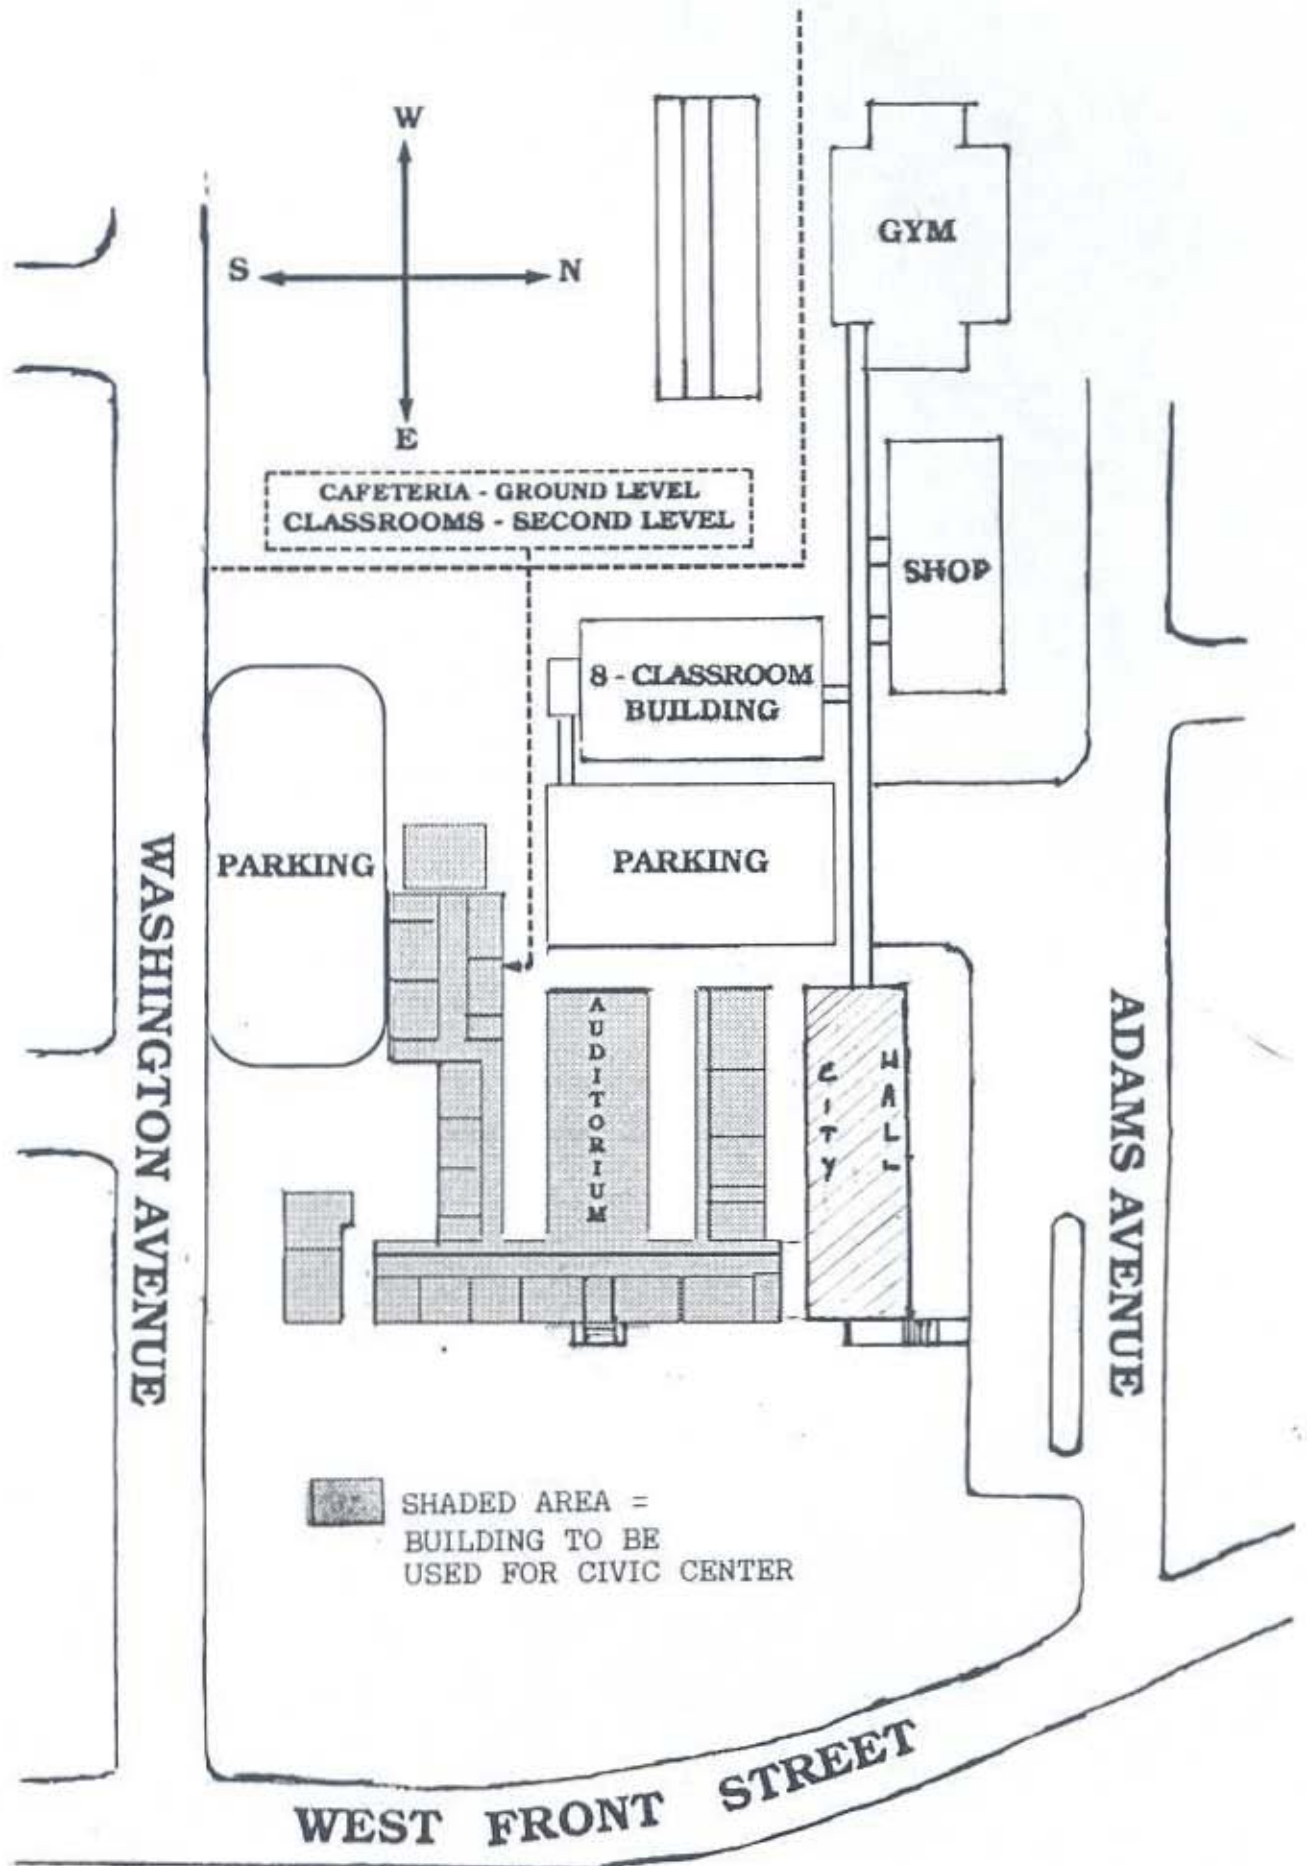 W
S
N
E
GYM
CAFETERIA - GROUND LEVEL
CLASSROOMS - SECOND LEVEL
SHOP
8 - CLASSROOM
BUILDING
PARKING
PARKING
WASHINGTON AVENUE
AUDITORIUM
CITY
HALL
ADAMS AVENUE
SHADED AREA =
BUILDING TO BE
USED FOR CIVIC CENTER
WEST FRONT STREET